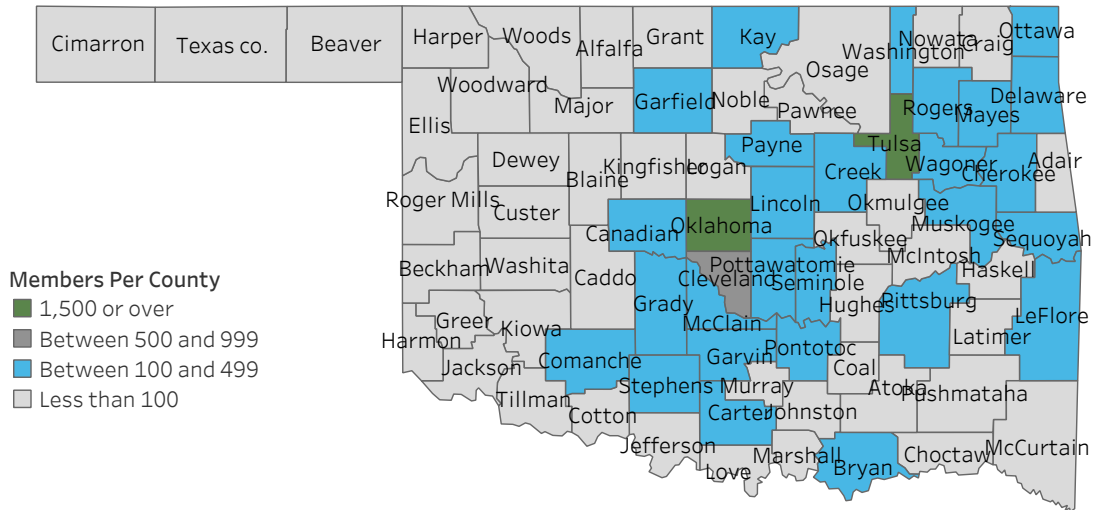 Cimarron
Texas co.
Beaver
Harper
Woods
Alfalfa
Grant
Kay
Osage
Washington
Nowata
Craig
Ottawa
Ellis
Woodward
Major
Garfield
Noble
Pawnee
Rogers
Mayes
Delaware
Roger Mills
Dewey
Blaine
Kingfisher
Logan
Payne
Creek
Tulsa
Wagoner
Cherokee
Adair
Custer
Canadian
Oklahoma
Lincoln
Okfuskee
Okmulgee
Muskogee
Sequoyah
Beckham
Washita
Caddo
Grady
Cleveland
Pottawatomie
Seminole
Hughes
McIntosh
Haskell
Pittsburg
LeFlore
Members Per County
1,500 or over
Between 500 and 999
Between 100 and 499
Less than 100
Harmon
Greer
Kiowa
Jackson
Comanche
Tillman
Cotton
Stephens
McClain
Garvin
Murray
Carter
Pontotoc
Johnston
Coal
Atoka
Latimer
Pushmataha
Jefferson
Love
Marshall
Bryan
Choctaw
McCurtain